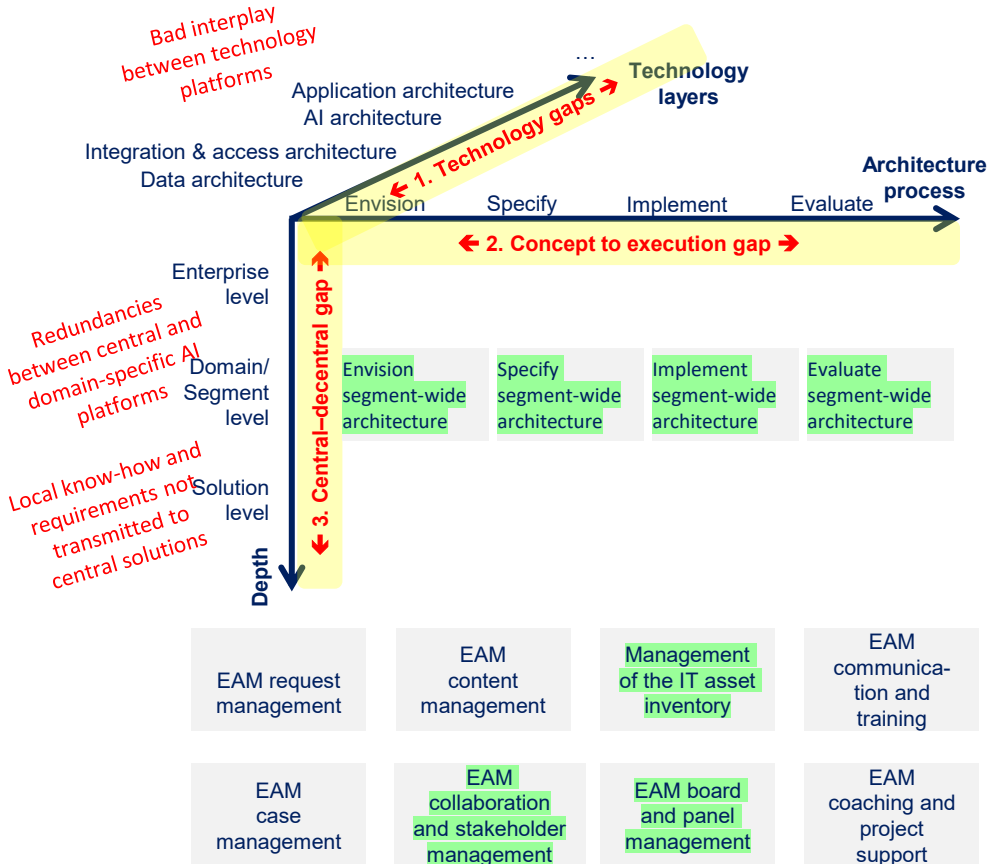 Bad interplay
between technology
platforms
...
Technology
layers
Application architecture
AI architecture
🡸 1. Technology gaps 🡺
Integration & access architecture
Data architecture
Architecture
process
Envision
Specify
Implement
Evaluate
🡸 2. Concept to execution gap 🡺
Enterprise
level
🡸 3. Central–decentral gap 🡺
Redundancies
between central and
domain-specific AI
platforms
Domain/
Segment
level
Envision
segment-wide
architecture
Specify
segment-wide
architecture
Implement
segment-wide
architecture
Evaluate
segment-wide
architecture
Local know-how and
requirements not
transmitted to
central solutions
Solution
level
Depth
EAM request
management
EAM
content
management
Management
of the IT asset
inventory
EAM
communica-
tion and
training
EAM
case
management
EAM
collaboration
and stakeholder
management
EAM board
and panel
management
EAM
coaching and
project
support